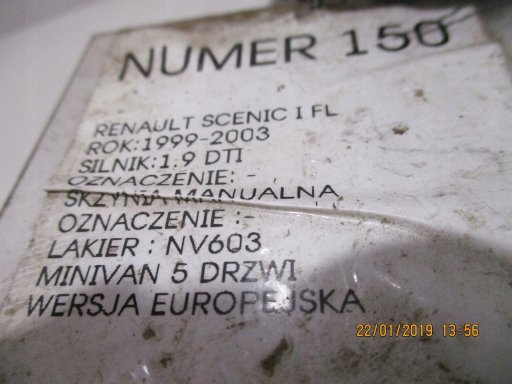 NUMER 150
RENAULT SCENIC I FL
ROK:1999-2003
SILNIK:1.9 DTI
OZNACZENIE: -
SKRZYNIA MANUALNA
OZNACZENIE :-
LAKIER : NV603
MINIVAN 5 DRZWI
WERSJA EUROPEJSKA
22/01/2019 13:56